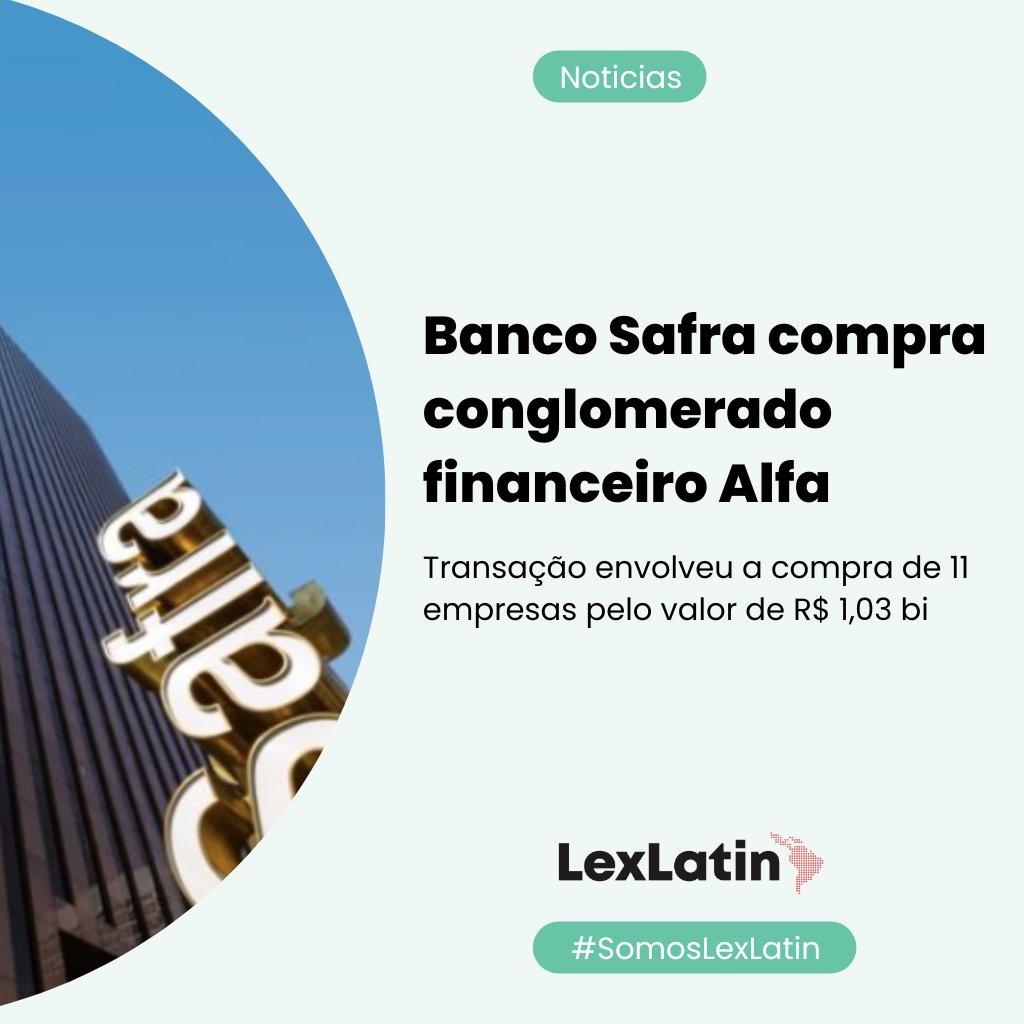 Noticias
Banco Safra compra
conglomerado
financeiro Alfa
Transação envolveu a compra de 11
empresas pelo valor de R$ 1,03 bi
Safra
LexLatin
#SomosLexLatin